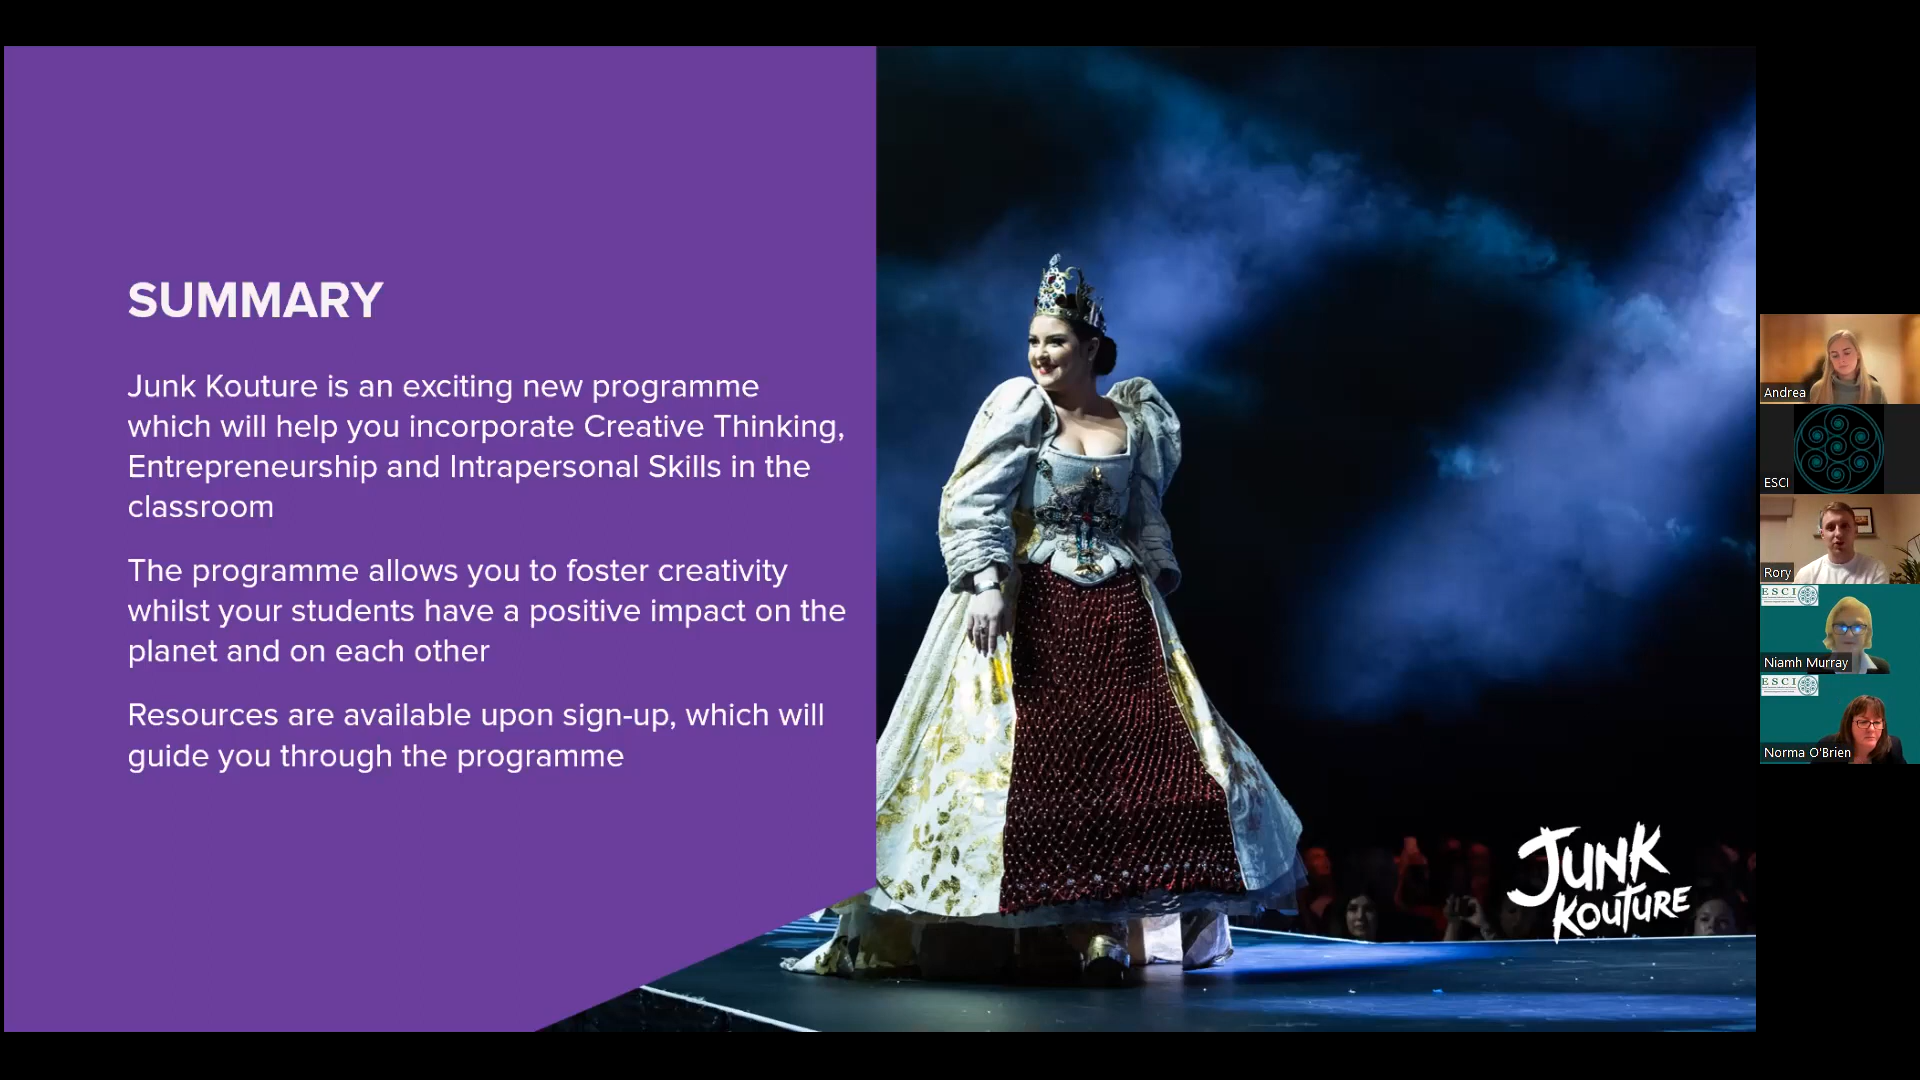 SUMMARY
Junk Kouture is an exciting new programme
which will help you incorporate Creative Thinking,
Entrepreneurship and Intrapersonal Skills in the
classroom
The programme allows you to foster creativity
whilst your students have a positive impact on the
planet and on each other
Resources are available upon sign-up, which will
guide you through the programme
JUNK
KOUTURE
Andrea
ESCI
Rory
ESCI
Niamh Murray
ESCI
Norma O'Brien